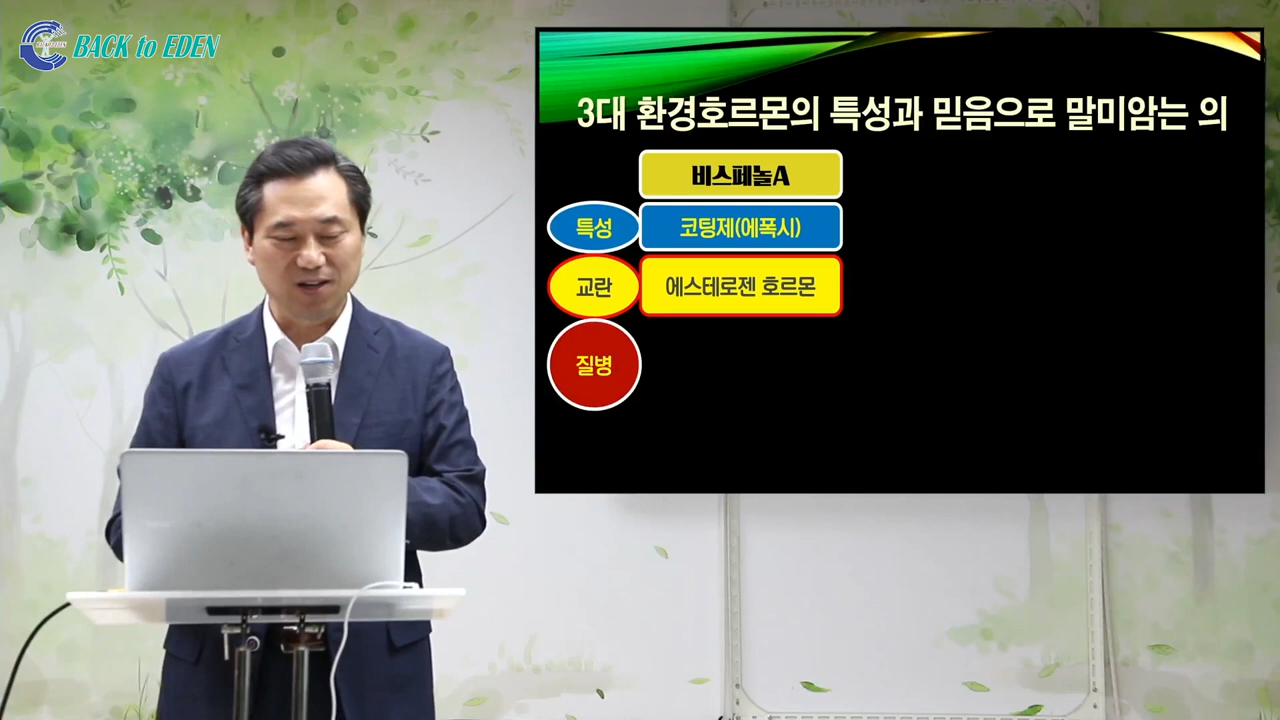 BACK to EDEN
3대 환경호르몬의 특성과 믿음으로 말미암는 의
비스페놀A
특성
코팅제(에폭시)
교란
에스테로젠 호르몬
질병